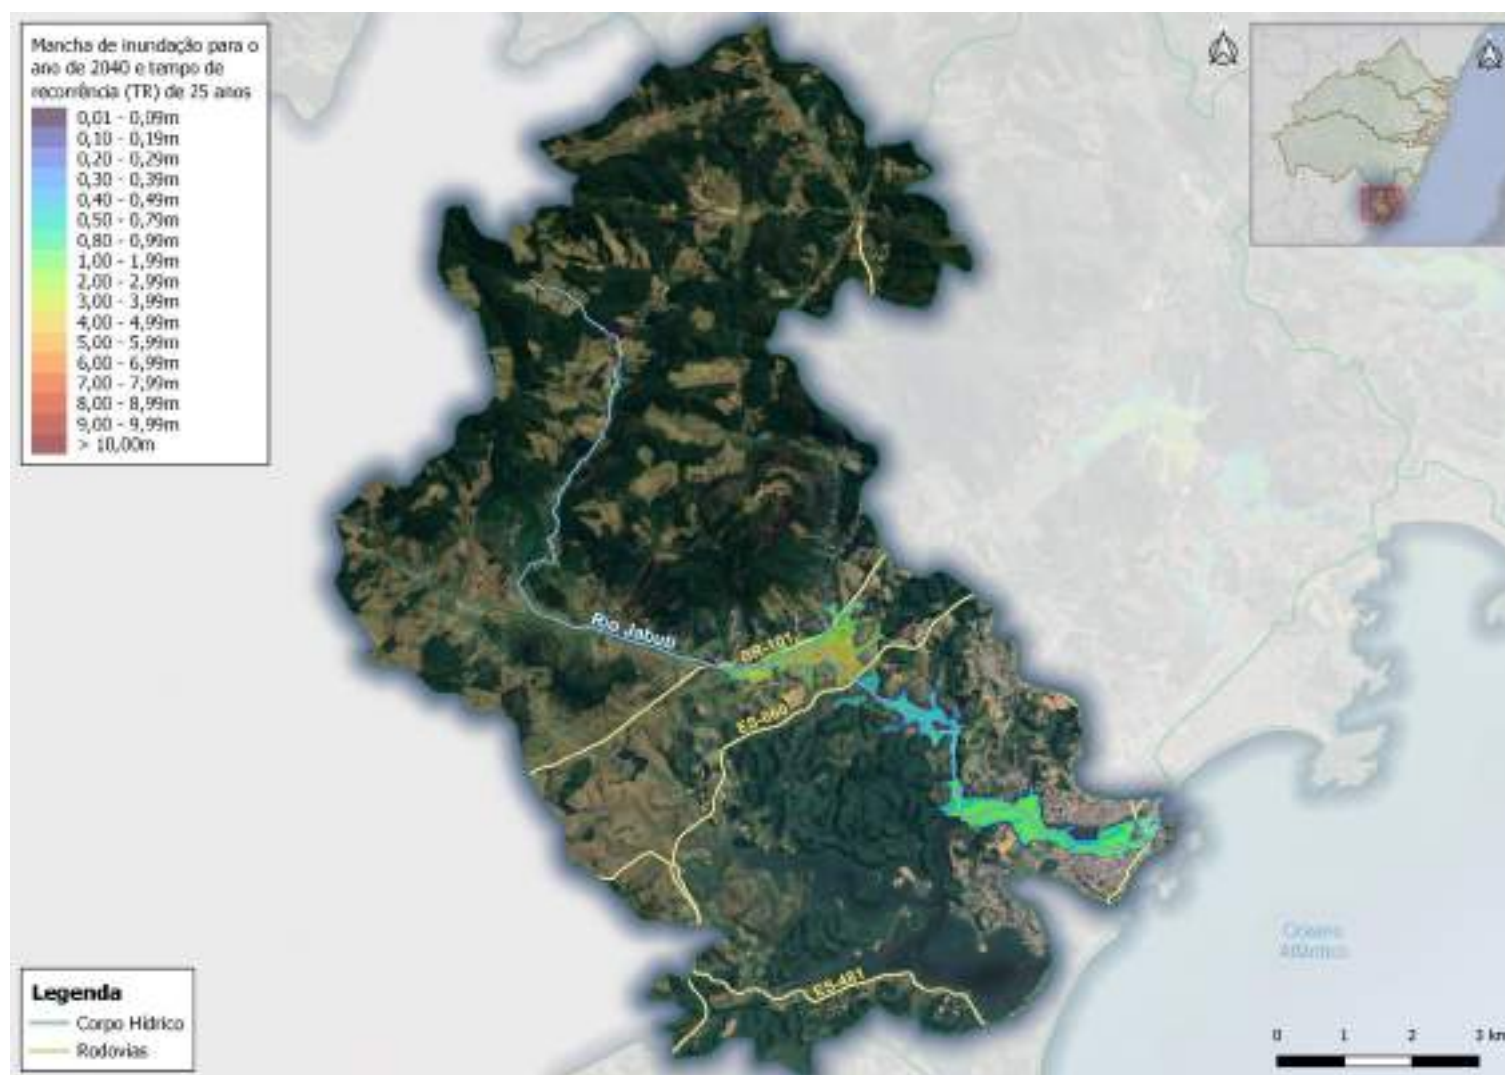 Mancha de inundação para o
ano de 2040 e tempo de
recorrência (TR) de 25 anos
0,01 - 0,09m
0,10 - 0,19m
0,20 - 0,29m
0,30 - 0,39m
0,40 - 0,49m
0,50 - 0,79m
0,80 - 0,99m
1,00 - 1,99m
2,00 - 2,99m
3,00 - 3,99m
4,00 - 4,99m
5,00 - 5,99m
6,00 - 6,99m
7,00 - 7,99m
8,00 - 8,99m
9,00 - 9,99m
> 10,00m
Rio Jabuti
BR-101
ES-060
ES-481
Oceano
Atlântico
Legenda
Corpo Hídrico
Rodovias
0 1 2 3 km